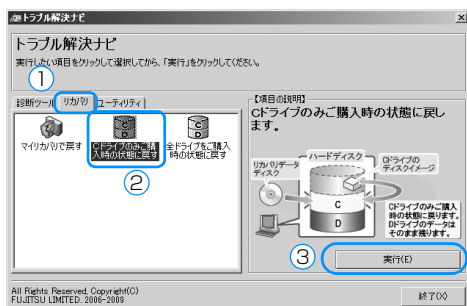 トラブル解決ナビ
トラブル解決ナビ
実行したい項目をクリックして選択してから、「実行」をクリックしてください。
①
診断ツール リカバリ ユーティリティ
マイリカバリで戻す
Cドライブのみご購
入時の状態に戻す
全ドライブをご購入
時の状態に戻す
②
【項目の説明】
Cドライブのみご購入時の状態に戻し
ます。
リカバリデータ
ディスク
ハードディスク
Cドライブの
ディスクイメージ
C
D
Cドライブのみご購入
時の状態に戻ります。
Dドライブのデータは
そのまま残ります。
③
実行(E)
All Rights Reserved, Copyright(C)
FUJITSU LIMITED. 2006-2009
終了(X)